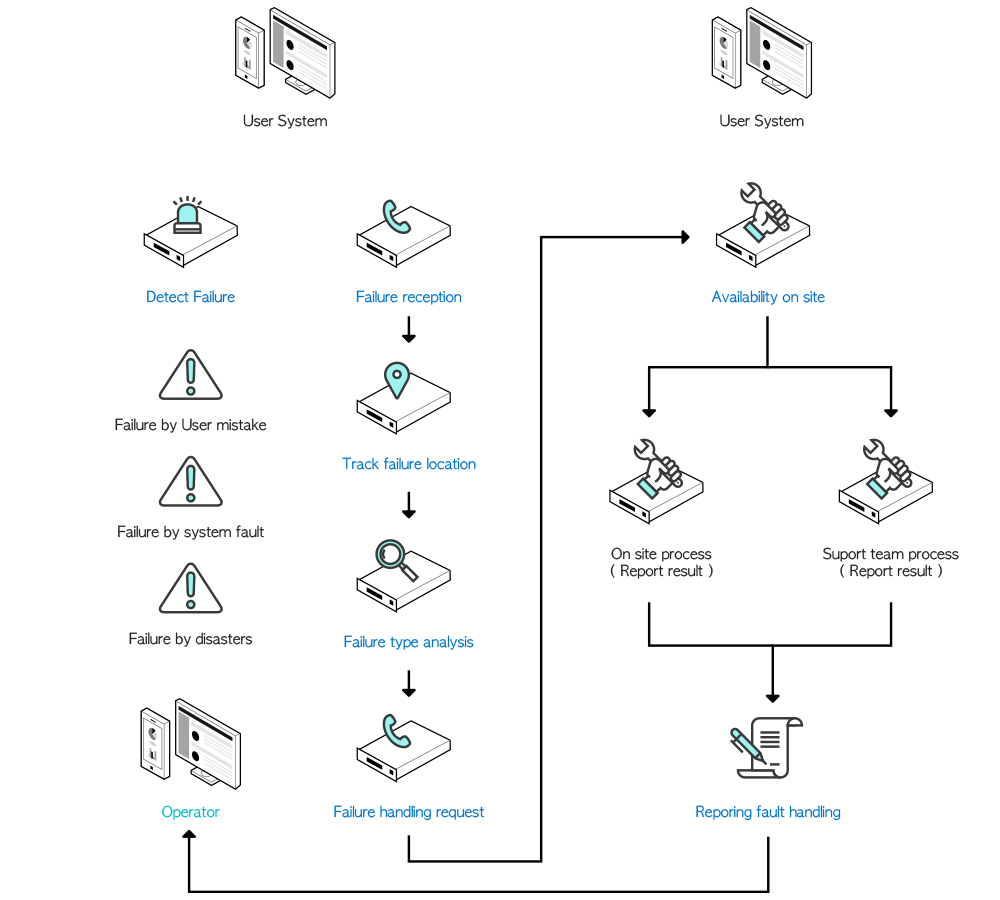 User System
User System
Detect Failure
Failure reception
Availability on site
Failure by User mistake
Track failure location
Failure by system fault
On site process
( Report result )
Suport team process
( Report result )
Failure by disasters
Failure type analysis
Operator
Failure handling request
Reporing fault handling